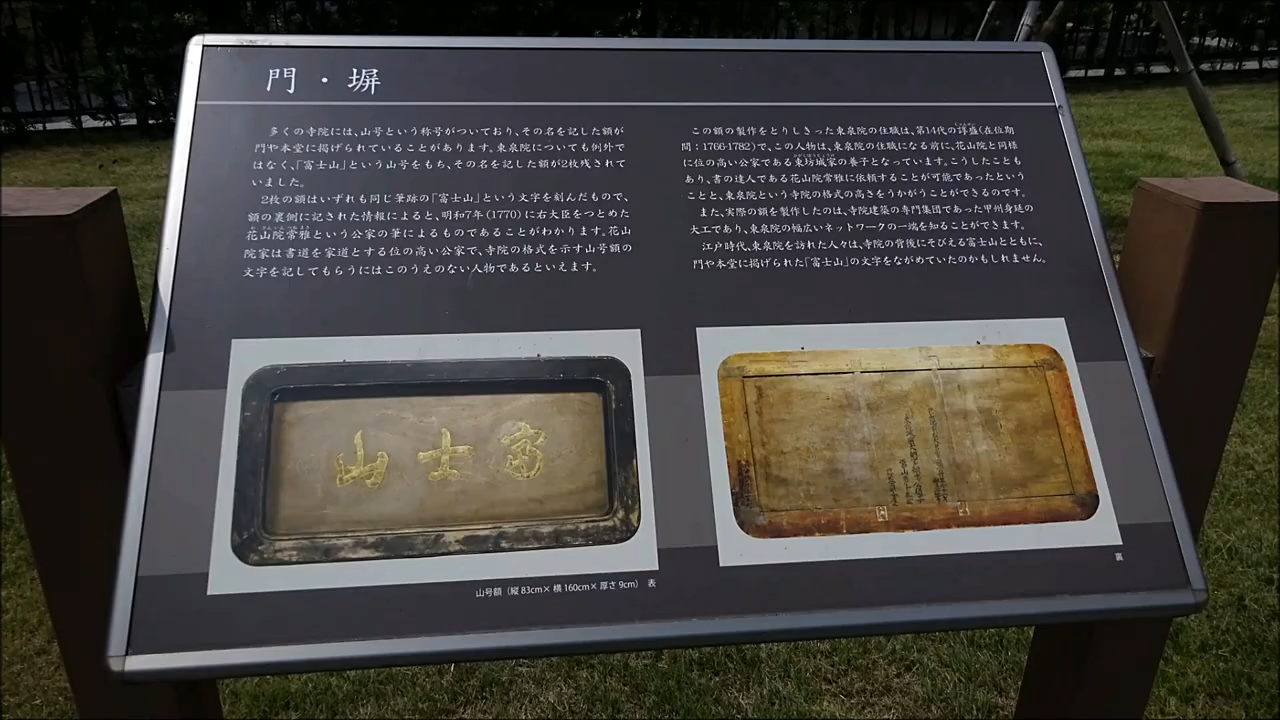 門・塀
多くの寺院には、山号という称号がついており、その名を記した額が
門や本堂に掲げられていることがあります。東泉院についても例外で
はなく、「富士山」という山号をもち、その名を記した額が2枚残されて
いました。
2枚の額はいずれも同じ筆跡の「富士山」という文字を刻んだもので、
額の裏側に記された情報によると、明和7年（1770）に右大臣をつとめた
花山院常雅という公家の筆によるものであることがわかります。花山
院家は書道を家道とする位の高い公家で、寺院の格式を示す山号額の
文字を記してもらうにはこのうえのない人物であるといえます。
この額の製作をとりしきった東泉院の住職は、第14代の諄盛（在位期
間：1766-1782）で、この人物は、東泉院の住職になる前に、花山院と同様
に位の高い公家である東坊城家の養子となっています。こうしたことも
あり、書の達人である花山院常雅に依頼することが可能であったという
ことと、東泉院という寺院の格式の高さをうかがうことができるのです。
また、実際の額を製作したのは、寺院建築の専門集団であった甲州身延の
大工であり、東泉院の幅広いネットワークの一端を知ることができます。
江戸時代、東泉院を訪れた人々は、寺院の背後にそびえる富士山とともに、
門や本堂に掲げられた「富士山」の文字をながめていたのかもしれません。
山士富
山号額（縦 83cm× 横 160cm× 厚さ 9cm） 表
裏